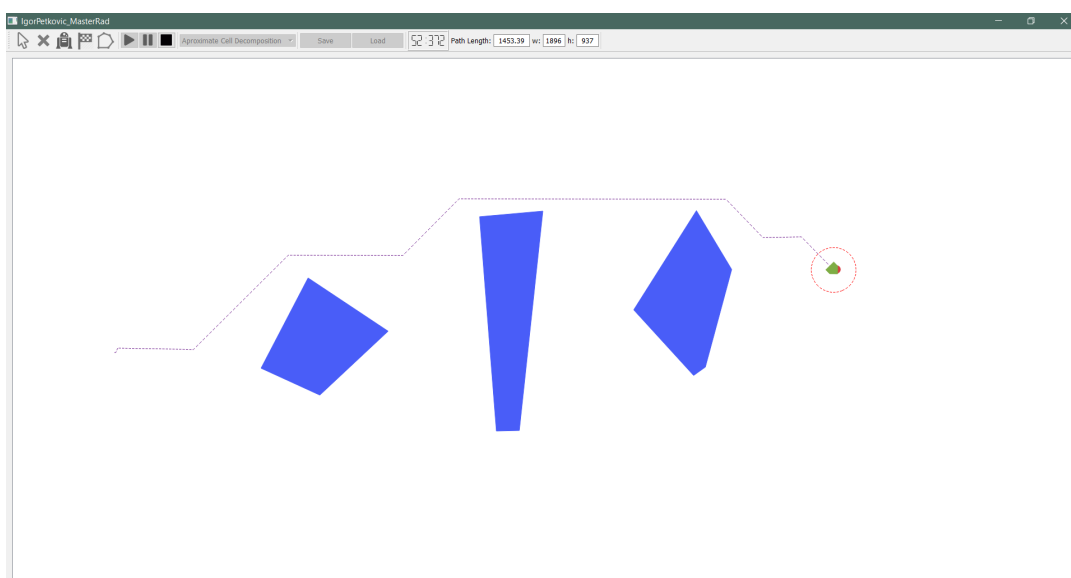 IgorPetkovic_MasterRad
Aproximate Cell Decomposition Save Load 52:372 Path Length: 1453.39 w: 1896 h: 937